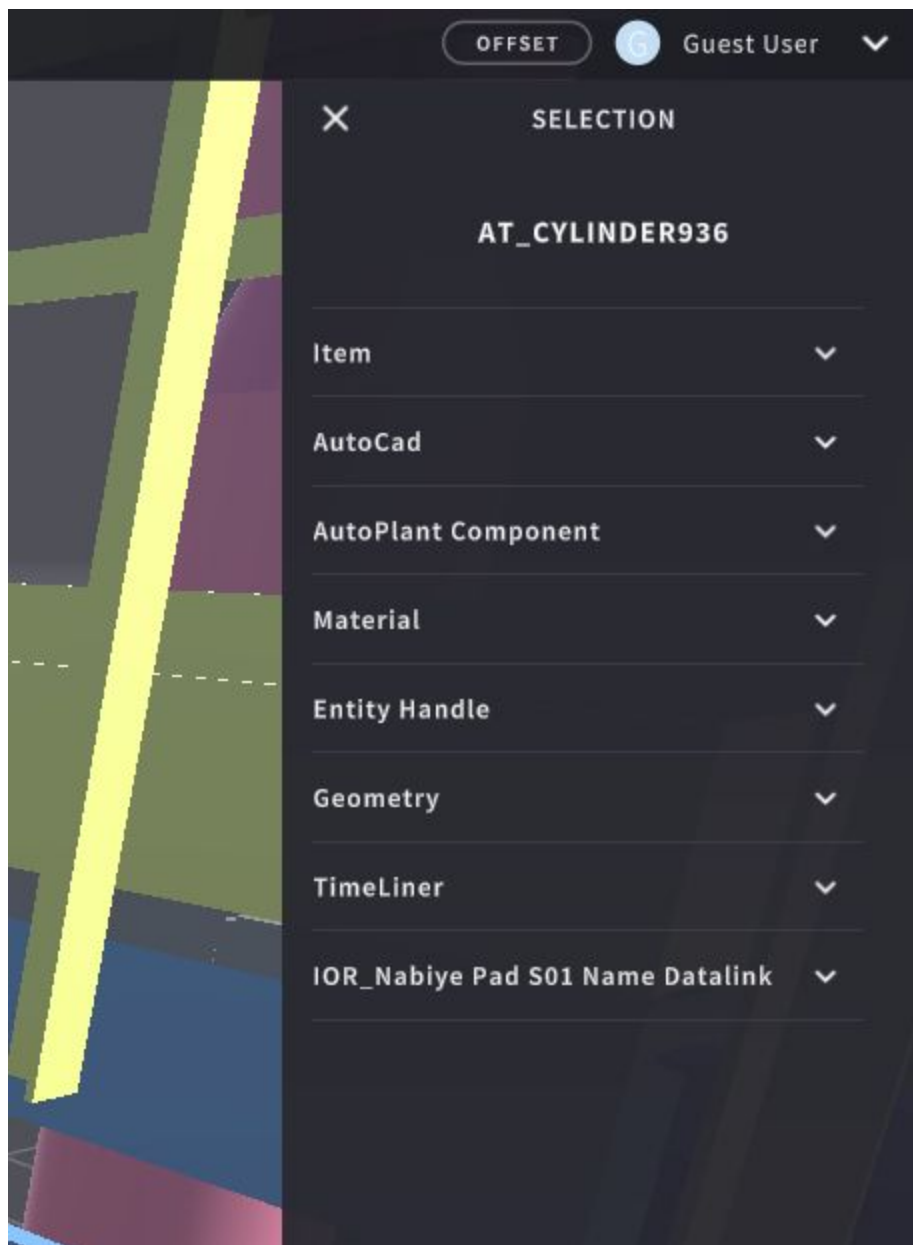 OFFSET G Guest User
SELECTION
AT_CYLINDER936
Item
AutoCad
AutoPlant Component
Material
Entity Handle
Geometry
TimeLiner
IOR_Nabiye Pad S01 Name Datalink